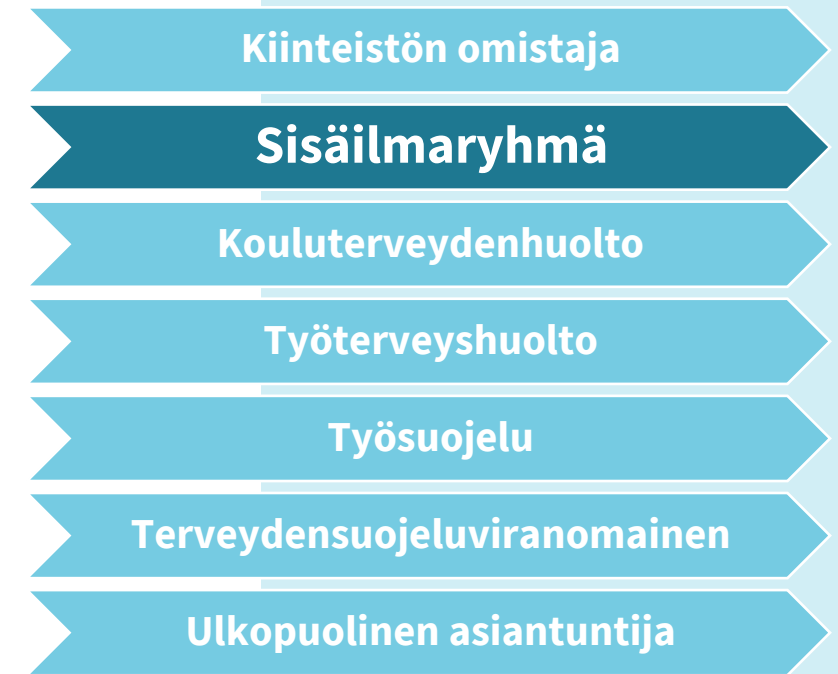 Kiinteistön omistaja
Sisäilmaryhmä
Kouluterveydenhuolto
Työterveyshuolto
Työsuojelu
Terveydensuojeluviranomainen
Ulkopuolinen asiantuntija